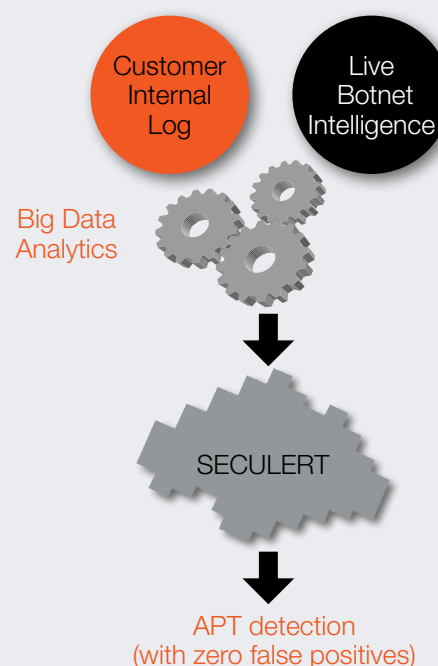 Customer
Internal
Log
Live
Botnet
Intelligence
Big Data
Analytics
SECULERT
APT detection
(with zero false positives)